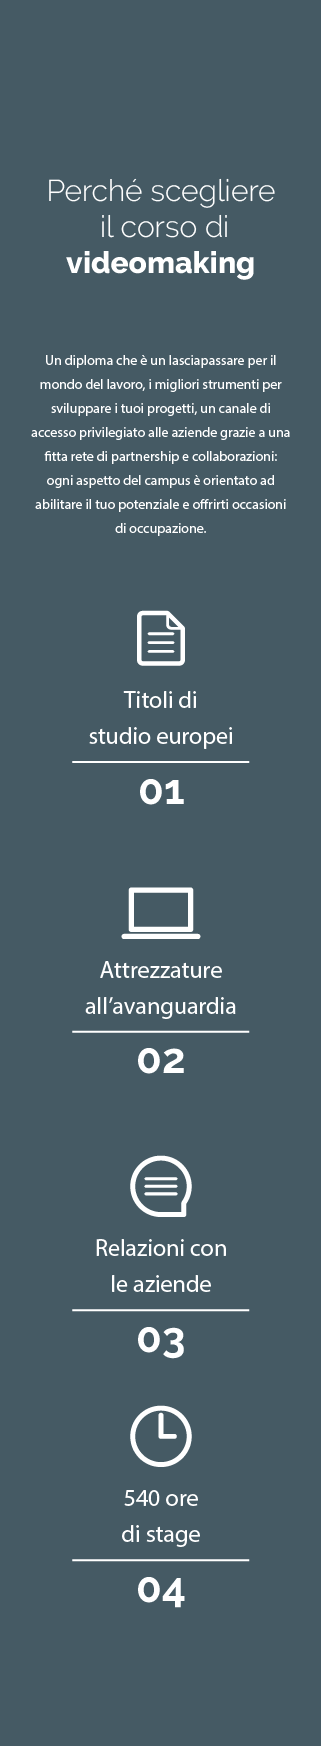 Perché scegliere
il corso di
videomaking
Un diploma che è un lasciapassare per il
mondo del lavoro, i migliori strumenti per
sviluppare i tuoi progetti, un canale di
accesso privilegiato alle aziende grazie a una
fitta rete di partnership e collaborazioni:
ogni aspetto del campus è orientato ad
abilitare il tuo potenziale e offrirti occasioni
di occupazione.
Titoli di
studio europei
01
Attrezzature
all’avanguardia
02
Relazioni con
le aziende
03
540 ore
di stage
04